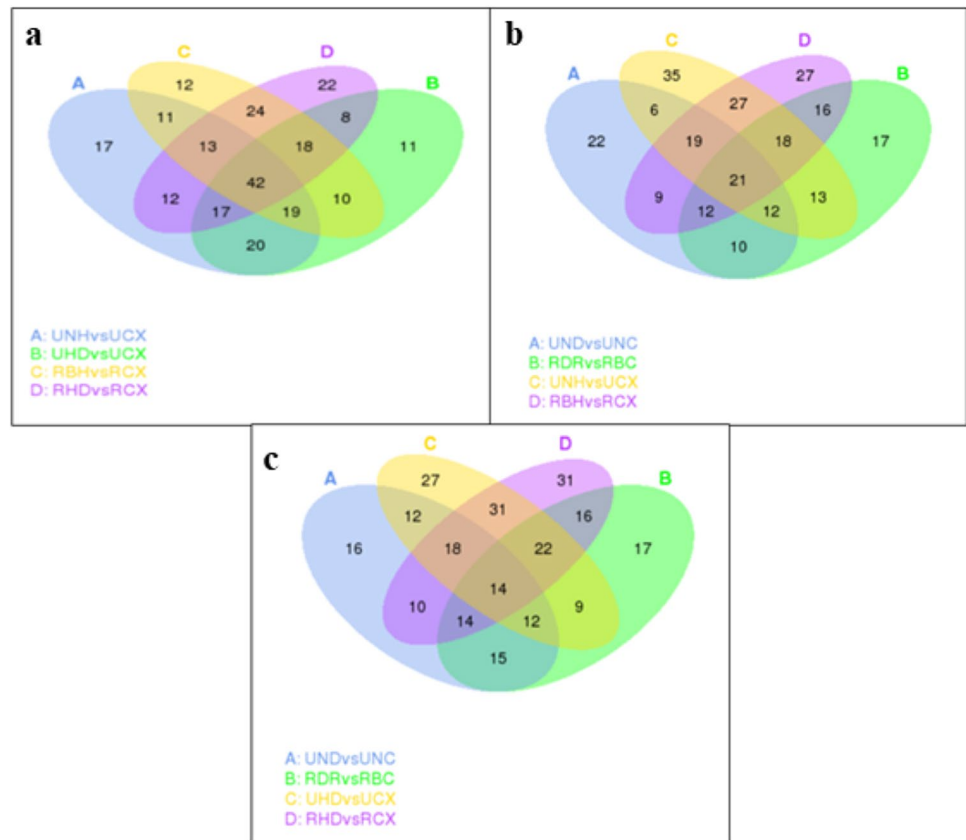 a
C
D
A
B
12
22
11
24
8
17
13
18
11
42
12
17
19
10
20
A: UNHvsUCX
B: UHDvsUCX
C: RBHvsRCX
D: RHDvsRCX
b
C
D
A
B
35
27
6
27
16
22
19
18
17
21
9
12
12
13
10
A: UNDvsUNC
B: RDRvsRBC
C: UNHvsUCX
D: RBHvsRCX
c
C
D
A
B
27
31
12
31
16
16
18
22
17
14
10
14
12
9
15
A: UNDvsUNC
B: RDRvsRBC
C: UHDvsUCX
D: RHDvsRCX